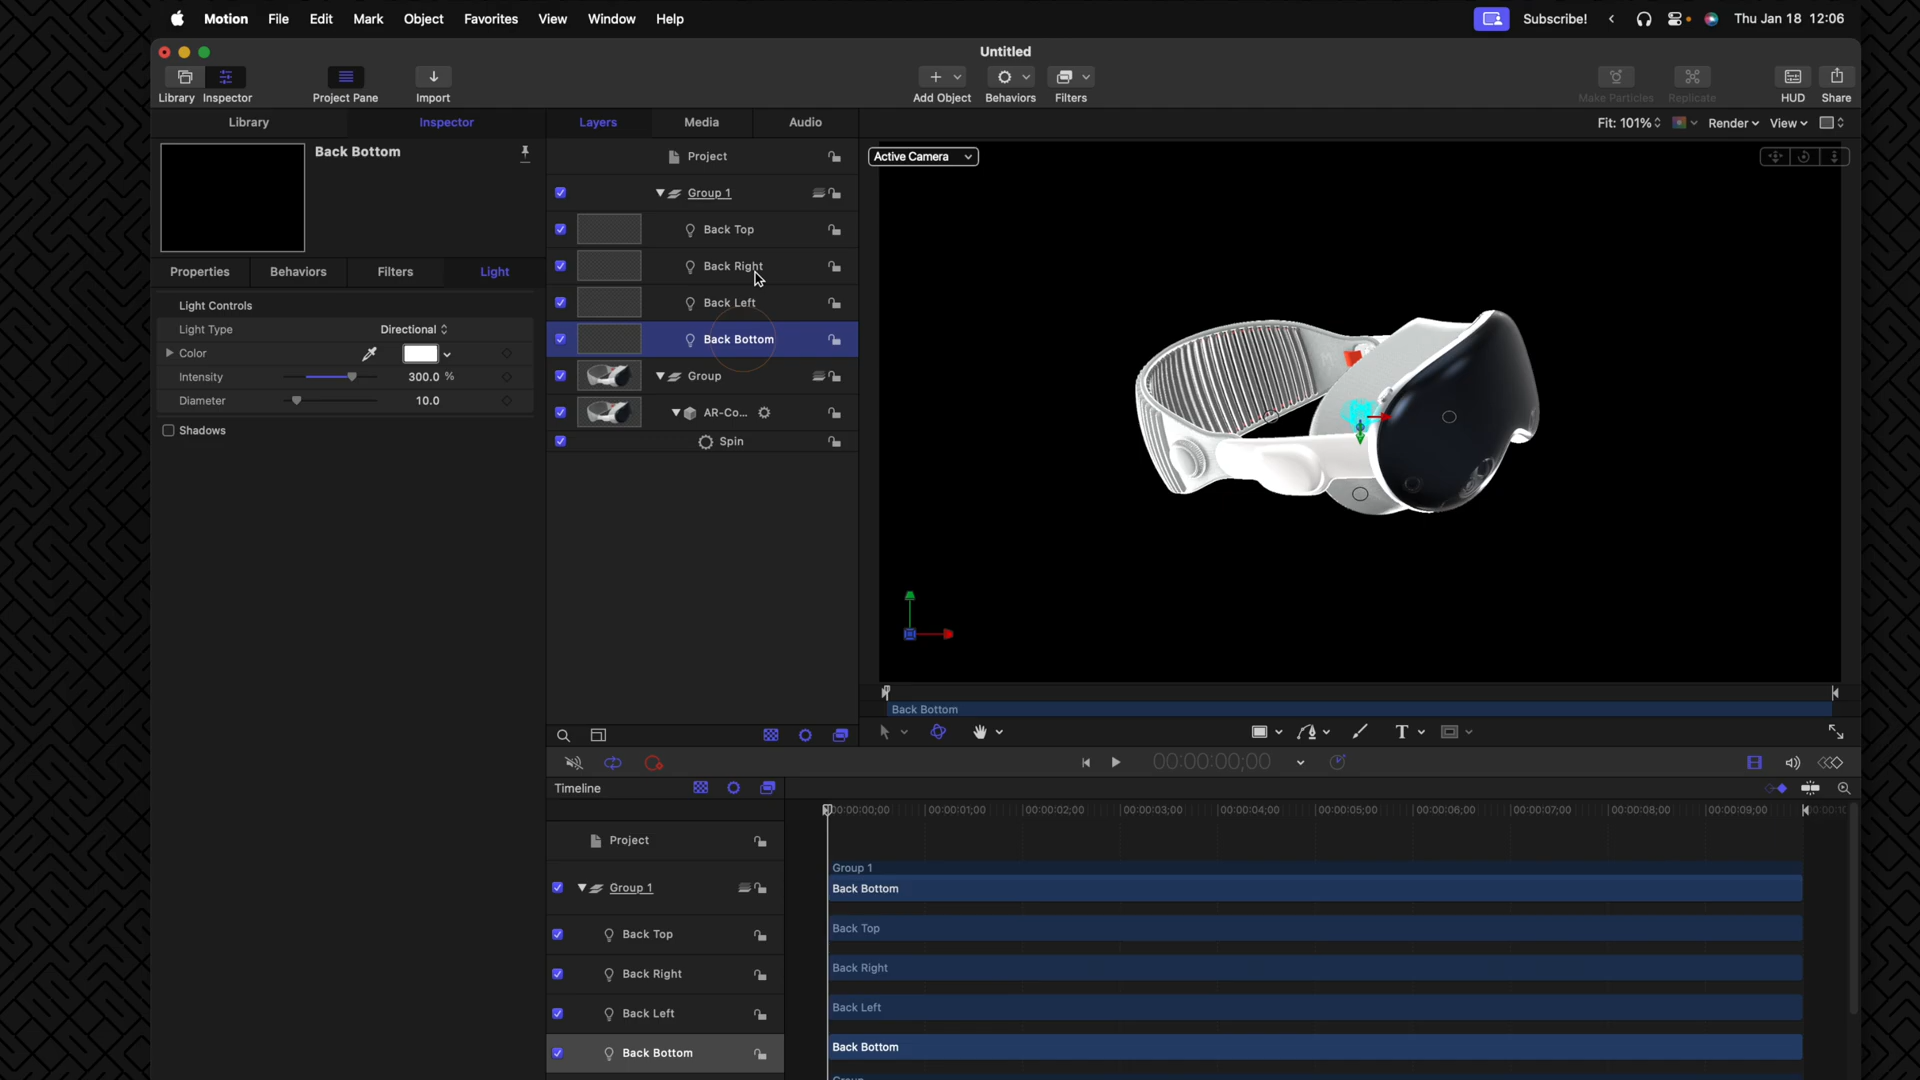 Motion File Edit Mark Object Favorites View Window Help Subscribe! Thu Jan 18 12:06
Untitled
Library Inspector Project Pane Import Add Object Behaviors Filters Make Particles Replicate HUD Share
Library Inspector Layers Media Audio Fit: 101% Render View
Back Bottom
Project
Active Camera
Group 1
Back Top
Back Right
Back Left
Back Bottom
Group
AR-Co...
Spin
Properties Behaviors Filters Light
Light Controls
Light Type Directional
Color
Intensity 300.0 %
Diameter 10.0
Shadows
Back Bottom
T
00:00:00;00
Timeline
00:00:00;00 00:00:01;00 00:00:02;00 00:00:03;00 00:00:04;00 00:00:05;00 00:00:06;00 00:00:07;00 00:00:08;00 00:00:09;00
Project
Group 1
Group 1
Back Bottom
Back Top
Back Top
Back Right
Back Right
Back Left
Back Left
Back Bottom
Back Bottom